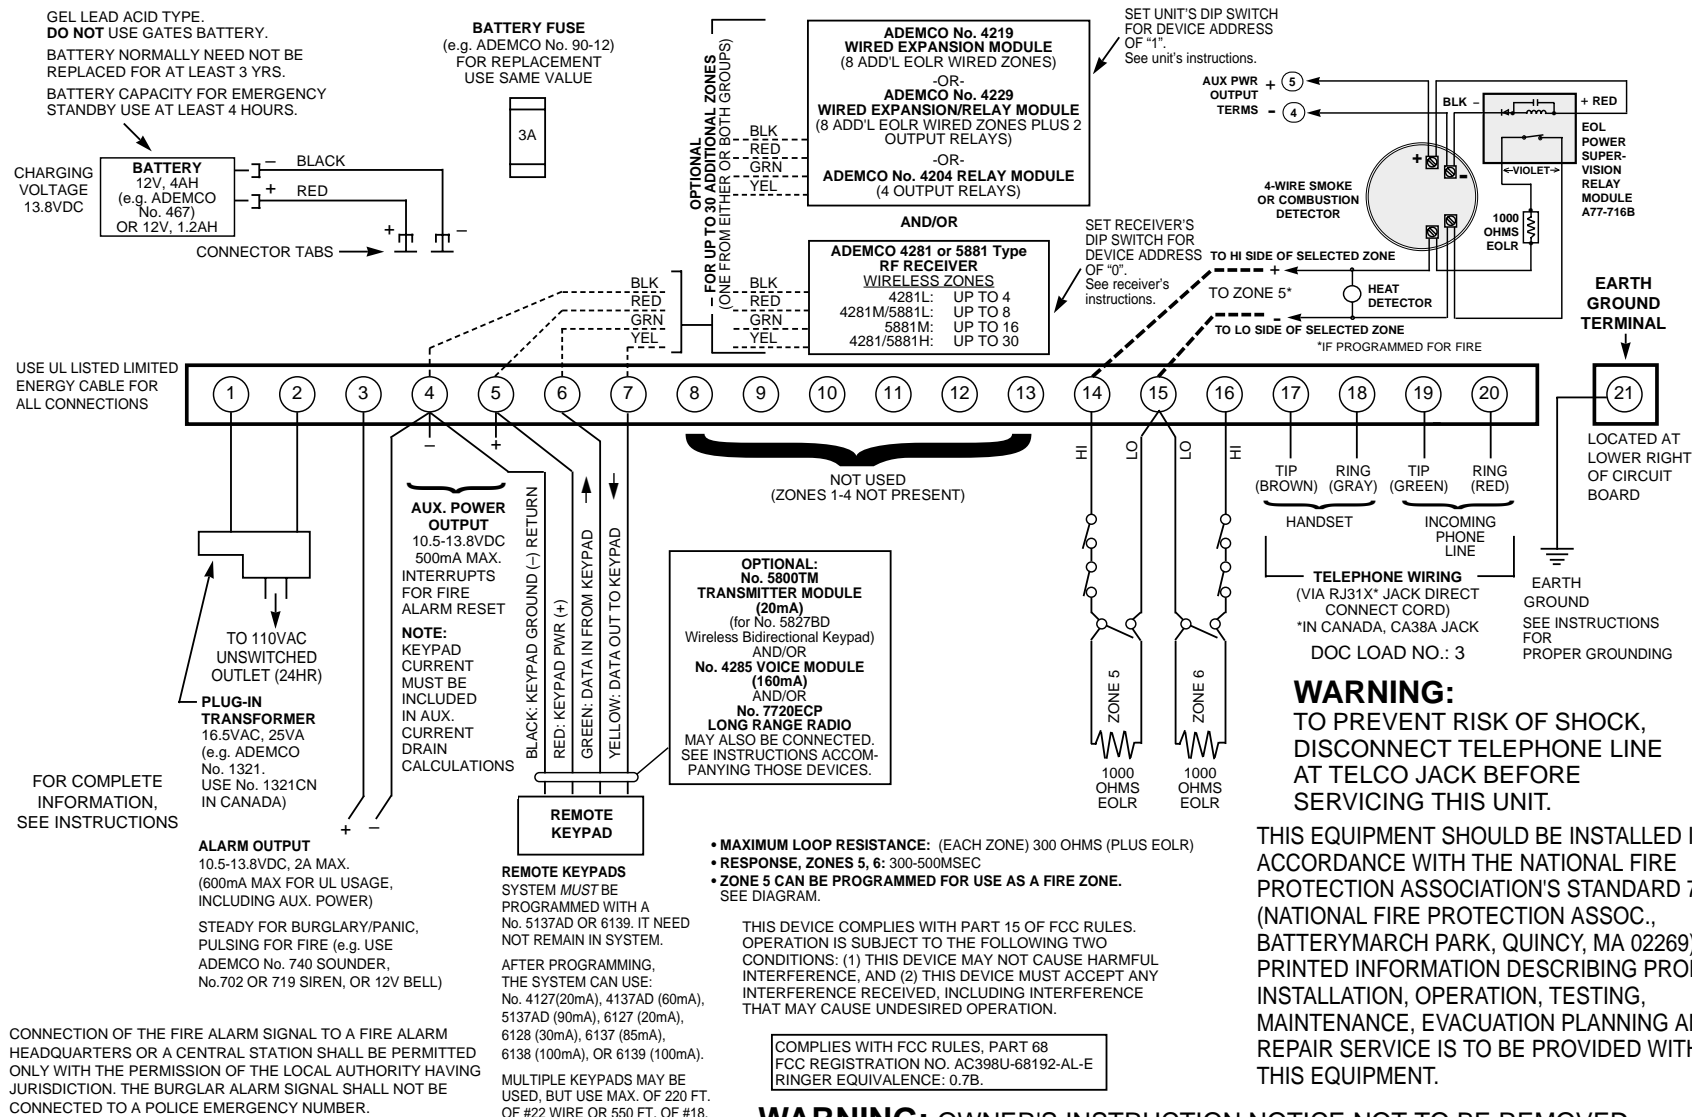 GEL LEAD ACID TYPE.
DO NOT USE GATES BATTERY.
BATTERY NORMALLY NEED NOT BE
REPLACED FOR AT LEAST 3 YRS.
BATTERY CAPACITY FOR EMERGENCY
STANDBY USE AT LEAST 4 HOURS.
CHARGING
VOLTAGE
13.8VDC
BATTERY
12V, 4AH
(e.g. ADEMCO
No. 467)
OR 12V, 1.2AH
– BLACK
+ RED
+ –
CONNECTOR TABS
BATTERY FUSE
(e.g. ADEMCO No. 90-12)
FOR REPLACEMENT
USE SAME VALUE
3A
OPTIONAL
FOR UP TO 30 ADDITIONAL ZONES
(ONE FROM EITHER OR BOTH GROUPS)
BLK
RED
GRN
YEL
ADEMCO No. 4219
WIRED EXPANSION MODULE
(8 ADD'L EOLR WIRED ZONES)
-OR-
ADEMCO No. 4229
WIRED EXPANSION/RELAY MODULE
(8 ADD'L EOLR WIRED ZONES PLUS 2
OUTPUT RELAYS)
-OR-
ADEMCO No. 4204 RELAY MODULE
(4 OUTPUT RELAYS)
SET UNIT'S DIP SWITCH
FOR DEVICE ADDRESS
OF “1”.
See unit's instructions.
AND/OR
BLK
RED
GRN
YEL
BLK
RED
GRN
YEL
ADEMCO 4281 or 5881 Type
RF RECEIVER
WIRELESS ZONES
4281L: UP TO 4
4281M/5881L: UP TO 8
5881M: UP TO 16
4281/5881H: UP TO 30
SET RECEIVER'S
DIP SWITCH FOR
DEVICE ADDRESS
OF “0”.
See receiver's
instructions.
AUX PWR
OUTPUT
TERMS
+ 5
- 4
BLK –
+ RED
EOL
POWER
SUPER-
VISION
RELAY
MODULE
A77-716B
VIOLET
+ -
4-WIRE SMOKE
OR COMBUSTION
DETECTOR
1000
OHMS
EOLR
TO HI SIDE OF SELECTED ZONE
+
TO ZONE 5*
HEAT
DETECTOR
-
TO LO SIDE OF SELECTED ZONE
*IF PROGRAMMED FOR FIRE
EARTH
GROUND
TERMINAL
USE UL LISTED LIMITED
ENERGY CABLE FOR
ALL CONNECTIONS
1 2 3 4 5 6 7 8 9 10 11 12 13 14 15 16 17 18 19 20 21
LOCATED AT
LOWER RIGHT
OF CIRCUIT
BOARD
– +
AUX. POWER
OUTPUT
10.5-13.8VDC
500mA MAX.
INTERRUPTS
FOR FIRE
ALARM RESET
NOTE:
KEYPAD
CURRENT
MUST BE
INCLUDED
IN AUX.
CURRENT
DRAIN
CALCULATIONS
BLACK: KEYPAD GROUND (–) RETURN
RED: KEYPAD PWR (+)
GREEN: DATA IN FROM KEYPAD
YELLOW: DATA OUT TO KEYPAD
NOT USED
(ZONES 1-4 NOT PRESENT)
OPTIONAL:
No. 5800TM
TRANSMITTER MODULE
(20mA)
(for No. 5827BD
Wireless Bidirectional Keypad)
AND/OR
No. 4285 VOICE MODULE
(160mA)
AND/OR
No. 7720ECP
LONG RANGE RADIO
MAY ALSO BE CONNECTED.
SEE INSTRUCTIONS ACCOM-
PANYING THOSE DEVICES.
HI LO LO HI
ZONE 5
ZONE 6
1000
OHMS
EOLR
1000
OHMS
EOLR
TIP
(BROWN)
RING
(GRAY)
TIP
(GREEN)
RING
(RED)
HANDSET
INCOMING
PHONE
LINE
TELEPHONE WIRING
(VIA RJ31X* JACK DIRECT
CONNECT CORD)
*IN CANADA, CA38A JACK
DOC LOAD NO.: 3
EARTH
GROUND
SEE INSTRUCTIONS
FOR
PROPER GROUNDING
TO 110VAC
UNSWITCHED
OUTLET (24HR)
PLUG-IN
TRANSFORMER
16.5VAC, 25VA
(e.g. ADEMCO
No. 1321.
USE No. 1321CN
IN CANADA)
FOR COMPLETE
INFORMATION,
SEE INSTRUCTIONS
+ –
ALARM OUTPUT
10.5-13.8VDC, 2A MAX.
(600mA MAX FOR UL USAGE,
INCLUDING AUX. POWER)
STEADY FOR BURGLARY/PANIC,
PULSING FOR FIRE (e.g. USE
ADEMCO No. 740 SOUNDER,
No.702 OR 719 SIREN, OR 12V BELL)
CONNECTION OF THE FIRE ALARM SIGNAL TO A FIRE ALARM
HEADQUARTERS OR A CENTRAL STATION SHALL BE PERMITTED
ONLY WITH THE PERMISSION OF THE LOCAL AUTHORITY HAVING
JURISDICTION. THE BURGLAR ALARM SIGNAL SHALL NOT BE
CONNECTED TO A POLICE EMERGENCY NUMBER.
REMOTE
KEYPAD
REMOTE KEYPADS
SYSTEM MUST BE
PROGRAMMED WITH A
No. 5137AD OR 6139. IT NEED
NOT REMAIN IN SYSTEM.
AFTER PROGRAMMING,
THE SYSTEM CAN USE:
No. 4127(20mA), 4137AD (60mA),
5137AD (90mA), 6127 (20mA),
6128 (30mA), 6137 (85mA),
6138 (100mA), OR 6139 (100mA).
MULTIPLE KEYPADS MAY BE
USED, BUT USE MAX. OF 220 FT.
OF #22 WIRE OR 550 FT. OF #18.
• MAXIMUM LOOP RESISTANCE: (EACH ZONE) 300 OHMS (PLUS EOLR)
• RESPONSE, ZONES 5, 6: 300-500MSEC
• ZONE 5 CAN BE PROGRAMMED FOR USE AS A FIRE ZONE.
SEE DIAGRAM.
THIS DEVICE COMPLIES WITH PART 15 OF FCC RULES.
OPERATION IS SUBJECT TO THE FOLLOWING TWO
CONDITIONS: (1) THIS DEVICE MAY NOT CAUSE HARMFUL
INTERFERENCE, AND (2) THIS DEVICE MUST ACCEPT ANY
INTERFERENCE RECEIVED, INCLUDING INTERFERENCE
THAT MAY CAUSE UNDESIRED OPERATION.
COMPLIES WITH FCC RULES, PART 68
FCC REGISTRATION NO. AC398U-68192-AL-E
RINGER EQUIVALENCE: 0.7B.
WARNING:
TO PREVENT RISK OF SHOCK,
DISCONNECT TELEPHONE LINE
AT TELCO JACK BEFORE
SERVICING THIS UNIT.
THIS EQUIPMENT SHOULD BE INSTALLED
ACCORDANCE WITH THE NATIONAL FIRE
PROTECTION ASSOCIATION'S STANDARD
(NATIONAL FIRE PROTECTION ASSOC.,
BATTERYMARCH PARK, QUINCY, MA 02269)
PRINTED INFORMATION DESCRIBING
INSTALLATION, OPERATION, TESTING,
MAINTENANCE, EVACUATION PLANNING
REPAIR SERVICE IS TO BE PROVIDED WITH
THIS EQUIPMENT.
WARNING: OWNER'S INSTRUCTION NOTICE NOT TO BE REMOVED